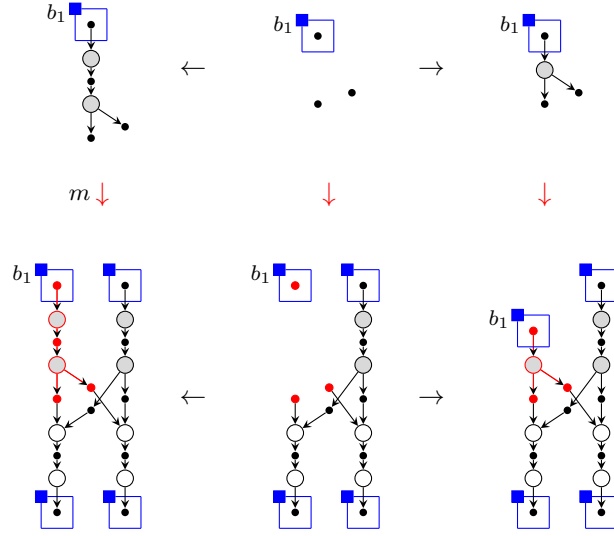 b₁ b₁ b₁
← →
m ↓ ↓ ↓
b₁ b₁
b₁
← →